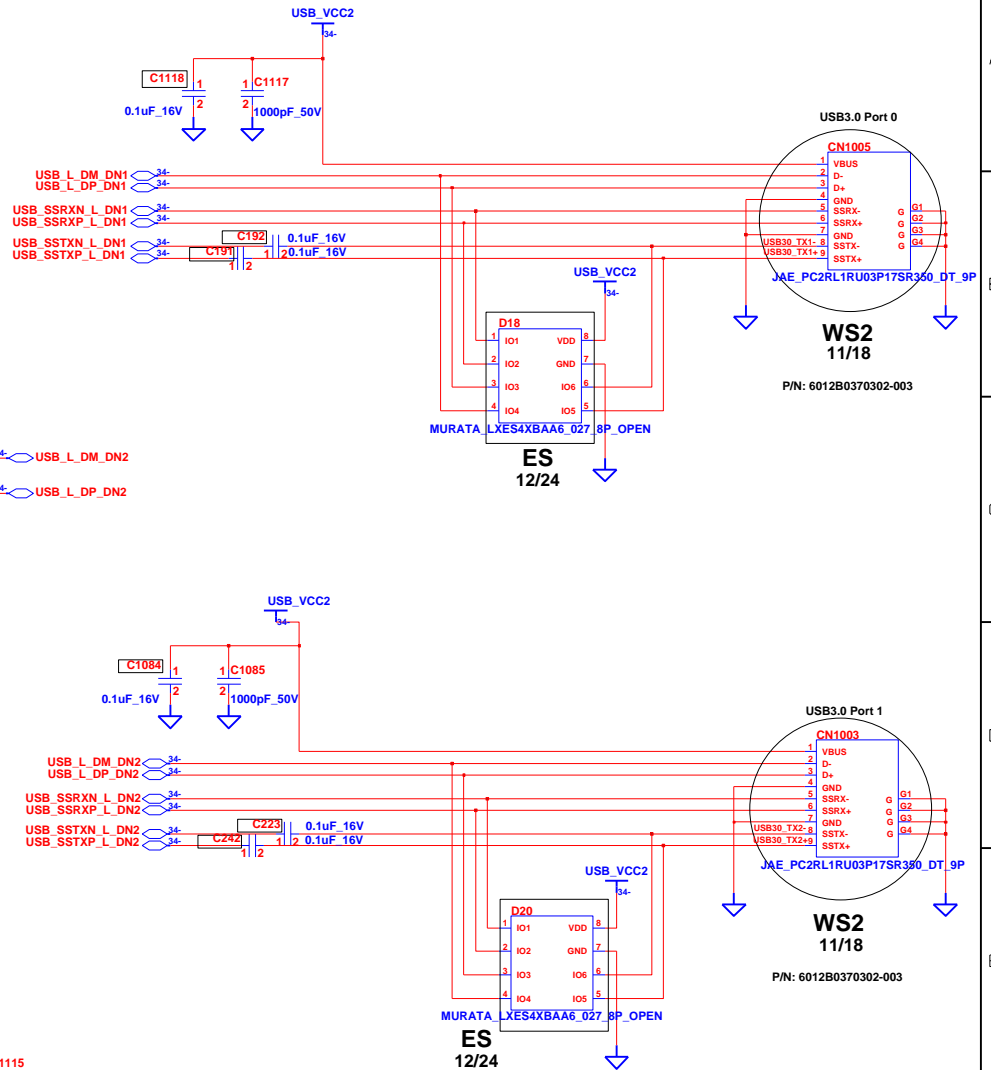 USB_VCC2
34-
C1118
1
2
0.1uF_16V
1
C1117
2
1000pF_50V
USB3.0 Port 0
CN1005
1 VBUS
2 D-
3 D+
4 GND
5 SSRX-
6 SSRX+
7 GND
USB30_TX1- 8 SSTX-
USB30_TX1+ 9 SSTX+
G G1
G G2
G G3
G G4
JAE_PC2RL1RU03P17SR350_DT_9P
WS2
11/18
P/N: 6012B0370302-003
USB_L_DM_DN1 34-
USB_L_DP_DN1 34-
USB_SSRXN_L_DN1 34-
USB_SSRXP_L_DN1 34-
USB_SSTXN_L_DN1 34-
USB_SSTXP_L_DN1 34-
C192
1 2
0.1uF_16V
C191
1 2
0.1uF_16V
USB_VCC2
34-
D18
1 IO1 VDD 8
2 IO2 GND 7
3 IO3 IO6 6
4 IO4 IO5 5
MURATA_LXES4XBAA6_027_8P_OPEN
ES
12/24
4- USB_L_DM_DN2
4- USB_L_DP_DN2
USB_VCC2
34-
C1084
1
2
0.1uF_16V
1
C1085
2
1000pF_50V
USB3.0 Port 1
CN1003
1 VBUS
2 D-
3 D+
4 GND
5 SSRX-
6 SSRX+
7 GND
USB30_TX2- 8 SSTX-
USB30_TX2+ 9 SSTX+
G G1
G G2
G G3
G G4
JAE_PC2RL1RU03P17SR350_DT_9P
WS2
11/18
P/N: 6012B0370302-003
USB_L_DM_DN2 34-
USB_L_DP_DN2 34-
USB_SSRXN_L_DN2 34-
USB_SSRXP_L_DN2 34-
USB_SSTXN_L_DN2 34-
USB_SSTXP_L_DN2 34-
C223
1 2
0.1uF_16V
C242
1 2
0.1uF_16V
USB_VCC2
34-
D20
1 IO1 VDD 8
2 IO2 GND 7
3 IO3 IO6 6
4 IO4 IO5 5
MURATA_LXES4XBAA6_027_8P_OPEN
ES
12/24
1115